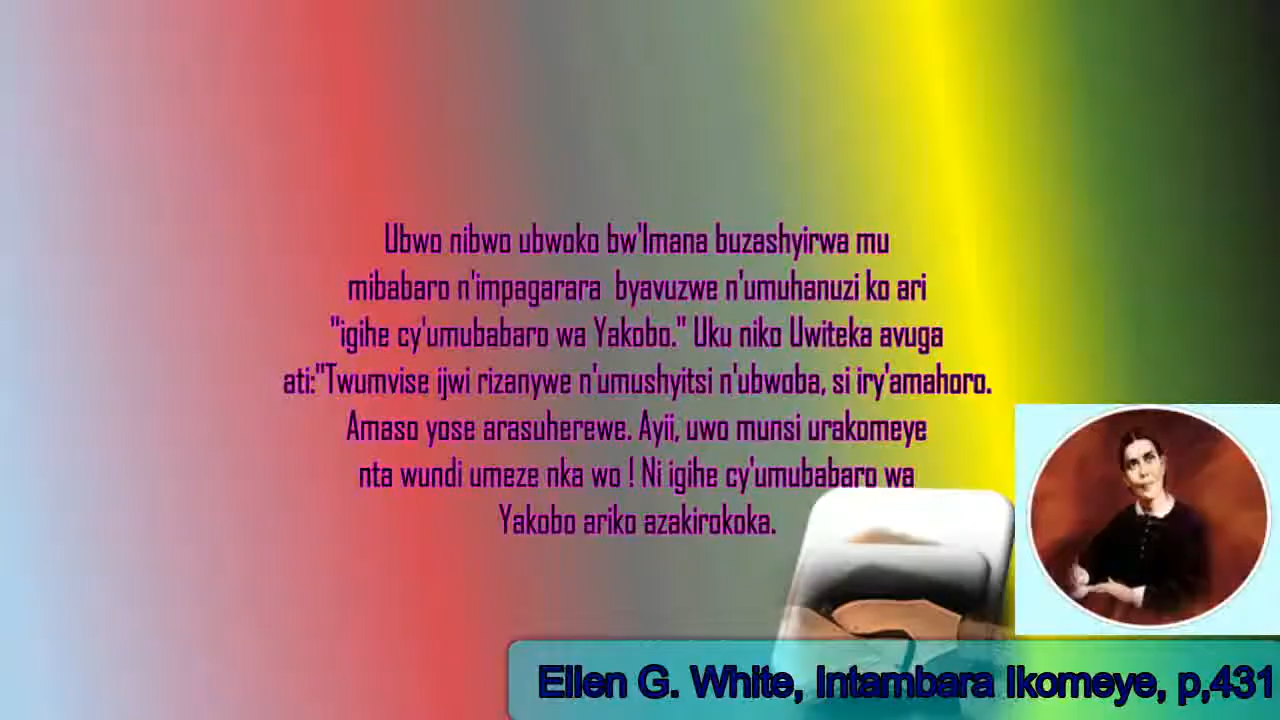 Ubwo nibwo ubwoko bw'Imana buzashyirwa mu
mibabaro n'impagarara byavuzwe n'umuhanuzi ko ari
"igihe cy'umubabaro wa Yakobo." Uku niko Uwiteka avuga
ati:"Twumvise ijwi rizanywe n'umushyitsi n'ubwoba, si iry'amahoro.
Amaso yose arasuherewe. Ayii, uwo munsi urakomeye
nta wundi umeze nka wo ! Ni igihe cy'umubabaro wa
Yakobo ariko azakirokoka.
Ellen G. White, Intambara Ikomeye, p,431